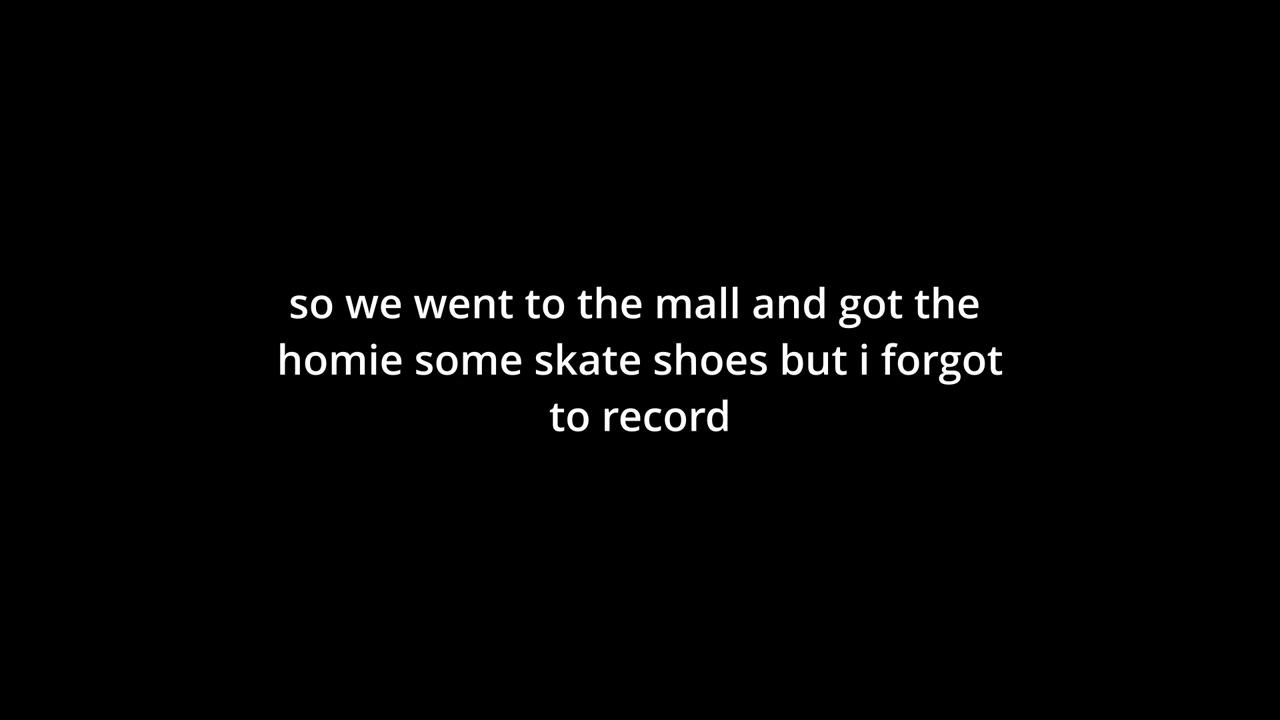 so we went to the mall and got the
homie some skate shoes but i forgot
to record